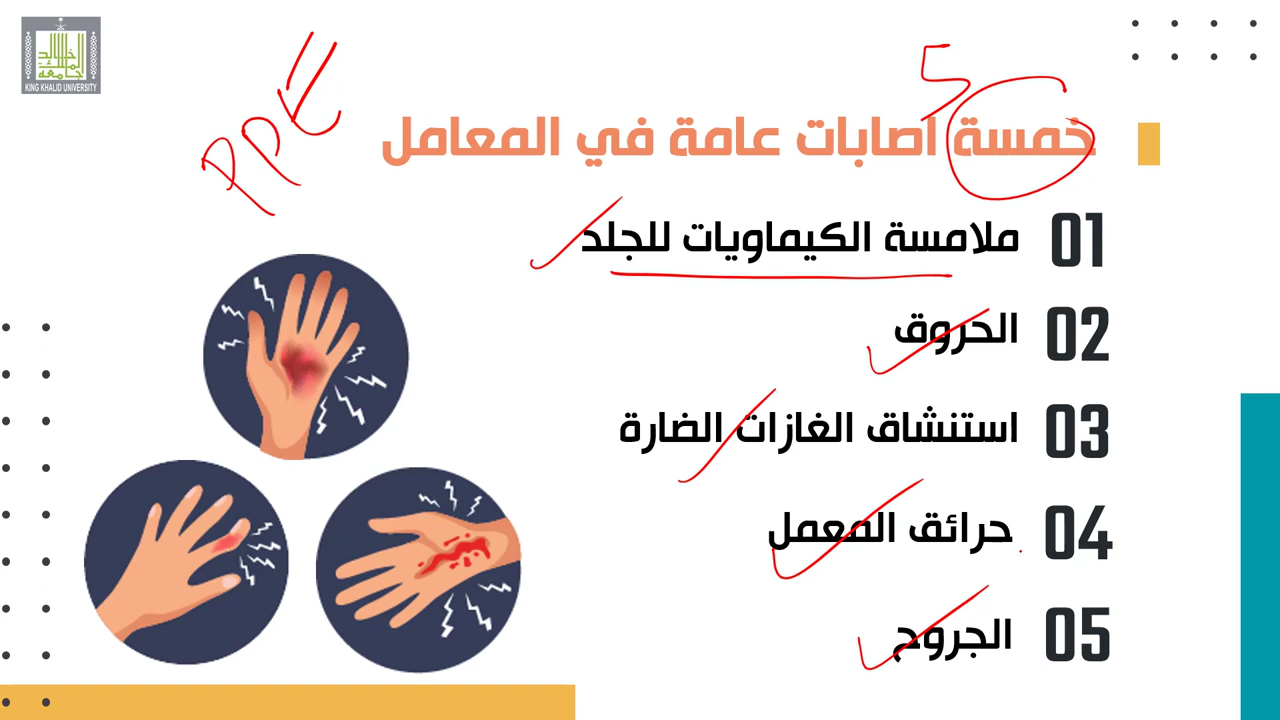 جامعة الملك خالد
KING KHALID UNIVERSITY
PPE
5
خمسة اصابات عامة في المعامل
01 ملامسة الكيماويات للجلد
02 الحروق
03 استنشاق الغازات الضارة
04 حرائق المعمل
05 الجروح